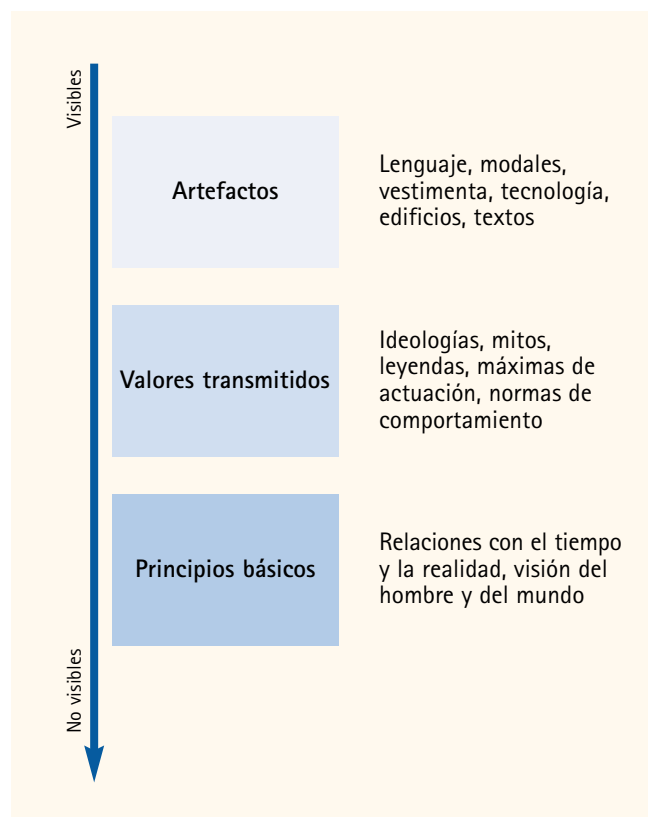 Visibles
Artefactos
Lenguaje, modales,
vestimenta, tecnología,
edificios, textos
Valores transmitidos
Ideologías, mitos,
leyendas, máximas de
actuación, normas de
comportamiento
Principios básicos
Relaciones con el tiempo
y la realidad, visión del
hombre y del mundo
No visibles